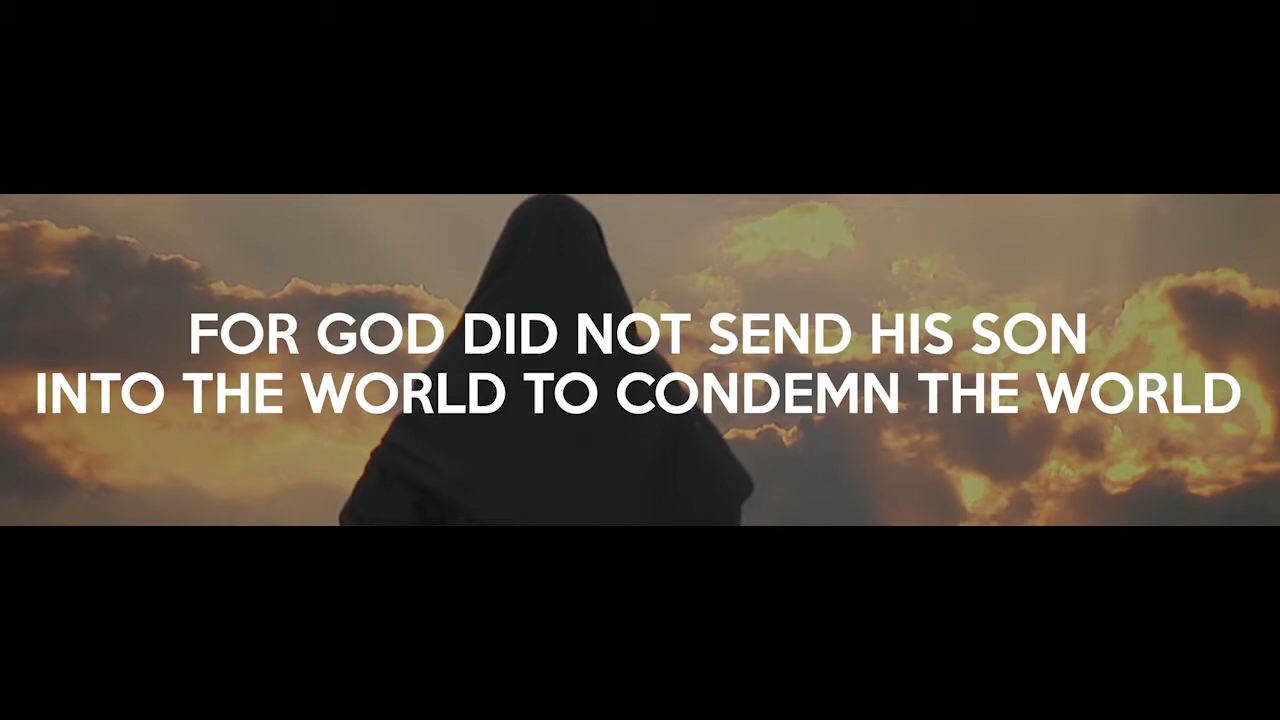 FOR GOD DID NOT SEND HIS SON
INTO THE WORLD TO CONDEMN THE WORLD